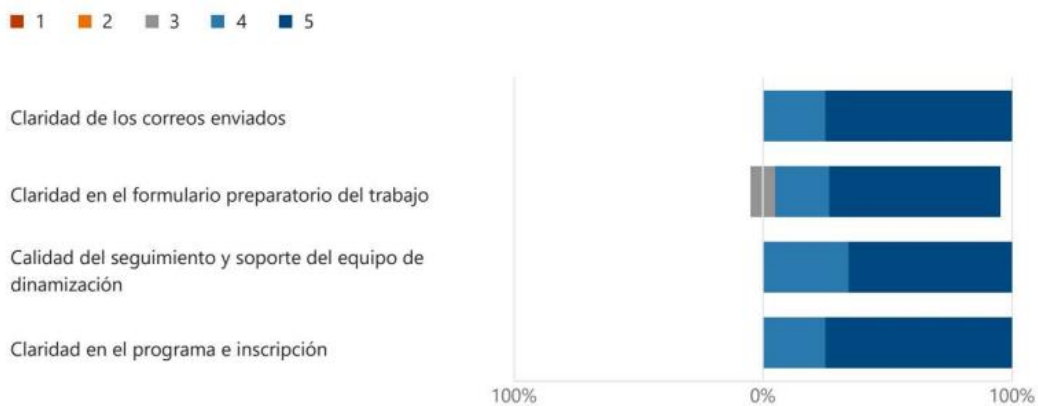 1 2 3 4 5
Claridad de los correos enviados
Claridad en el formulario preparatorio del trabajo
Calidad del seguimiento y soporte del equipo de
dinamización
Claridad en el programa e inscripción
100% 0% 100%